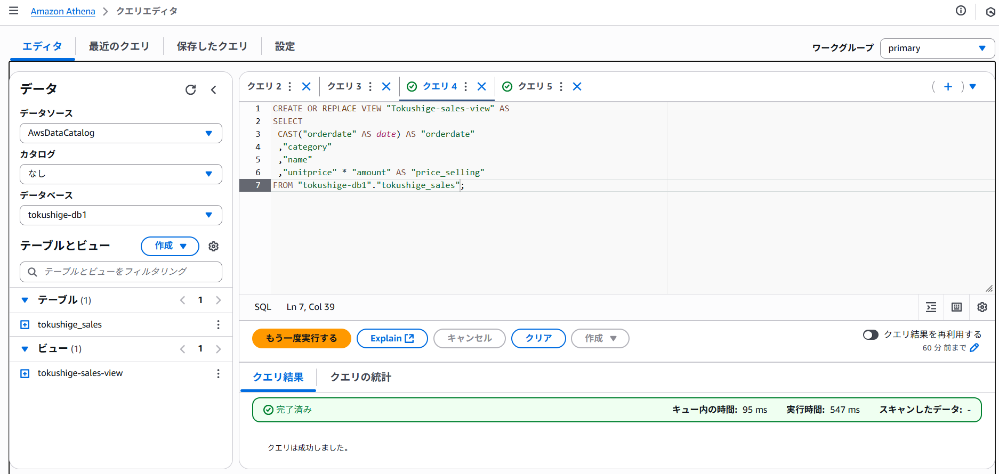 Amazon Athena > クエリエディタ
エディタ 最近のクエリ 保存したクエリ 設定
ワークグループ primary
データ
データソース
AwsDataCatalog
カタログ
なし
データベース
tokushige-db1
テーブルとビュー 作成
テーブルとビューをフィルタリング
テーブル (1) < 1 >
tokushige_sales
ビュー (1) < 1 >
tokushige-sales-view
クエリ 2 クエリ 3 クエリ 4 クエリ 5
1 CREATE OR REPLACE VIEW "Tokushige-sales-view" AS
2 SELECT
3 CAST("orderdate" AS date) AS "orderdate"
4 ,"category"
5 ,"name"
6 ,"unitprice" * "amount" AS "price_selling"
7 FROM "tokushige-db1"."tokushige_sales";
SQL Ln 7, Col 39
もう一度実行する Explain キャンセル クリア 作成
クエリ結果を再利用する
60 分 前まで
クエリ結果 クエリの統計
完了済み キュー内の時間: 95 ms 実行時間: 547 ms スキャンしたデータ: -
クエリは成功しました。